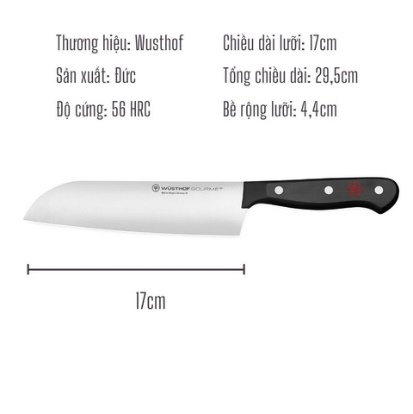 Thương hiệu: Wusthof
Chiều dài lưỡi: 17cm
Sản xuất: Đức
Tổng chiều dài: 29,5cm
Độ cứng: 56 HRC
Bề rộng lưỡi: 4,4cm
WÜSTHOF GOURMET
17cm